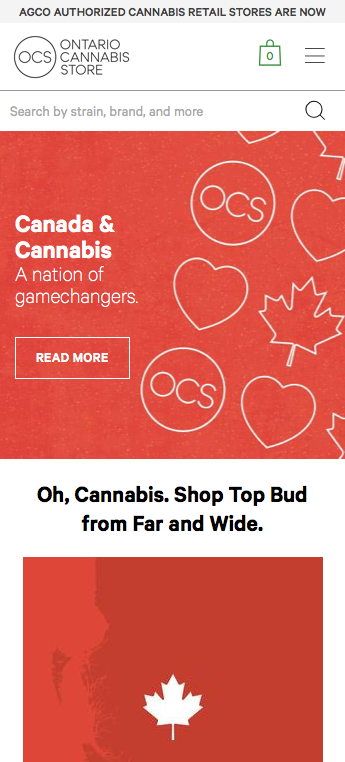 AGCO AUTHORIZED CANNABIS RETAIL STORES ARE NOW
OCS
ONTARIO
CANNABIS
STORE
0
Search by strain, brand, and more
OCS
Canada &
Cannabis
A nation of
gamechangers.
READ MORE
OCS
Oh, Cannabis. Shop Top Bud
from Far and Wide.